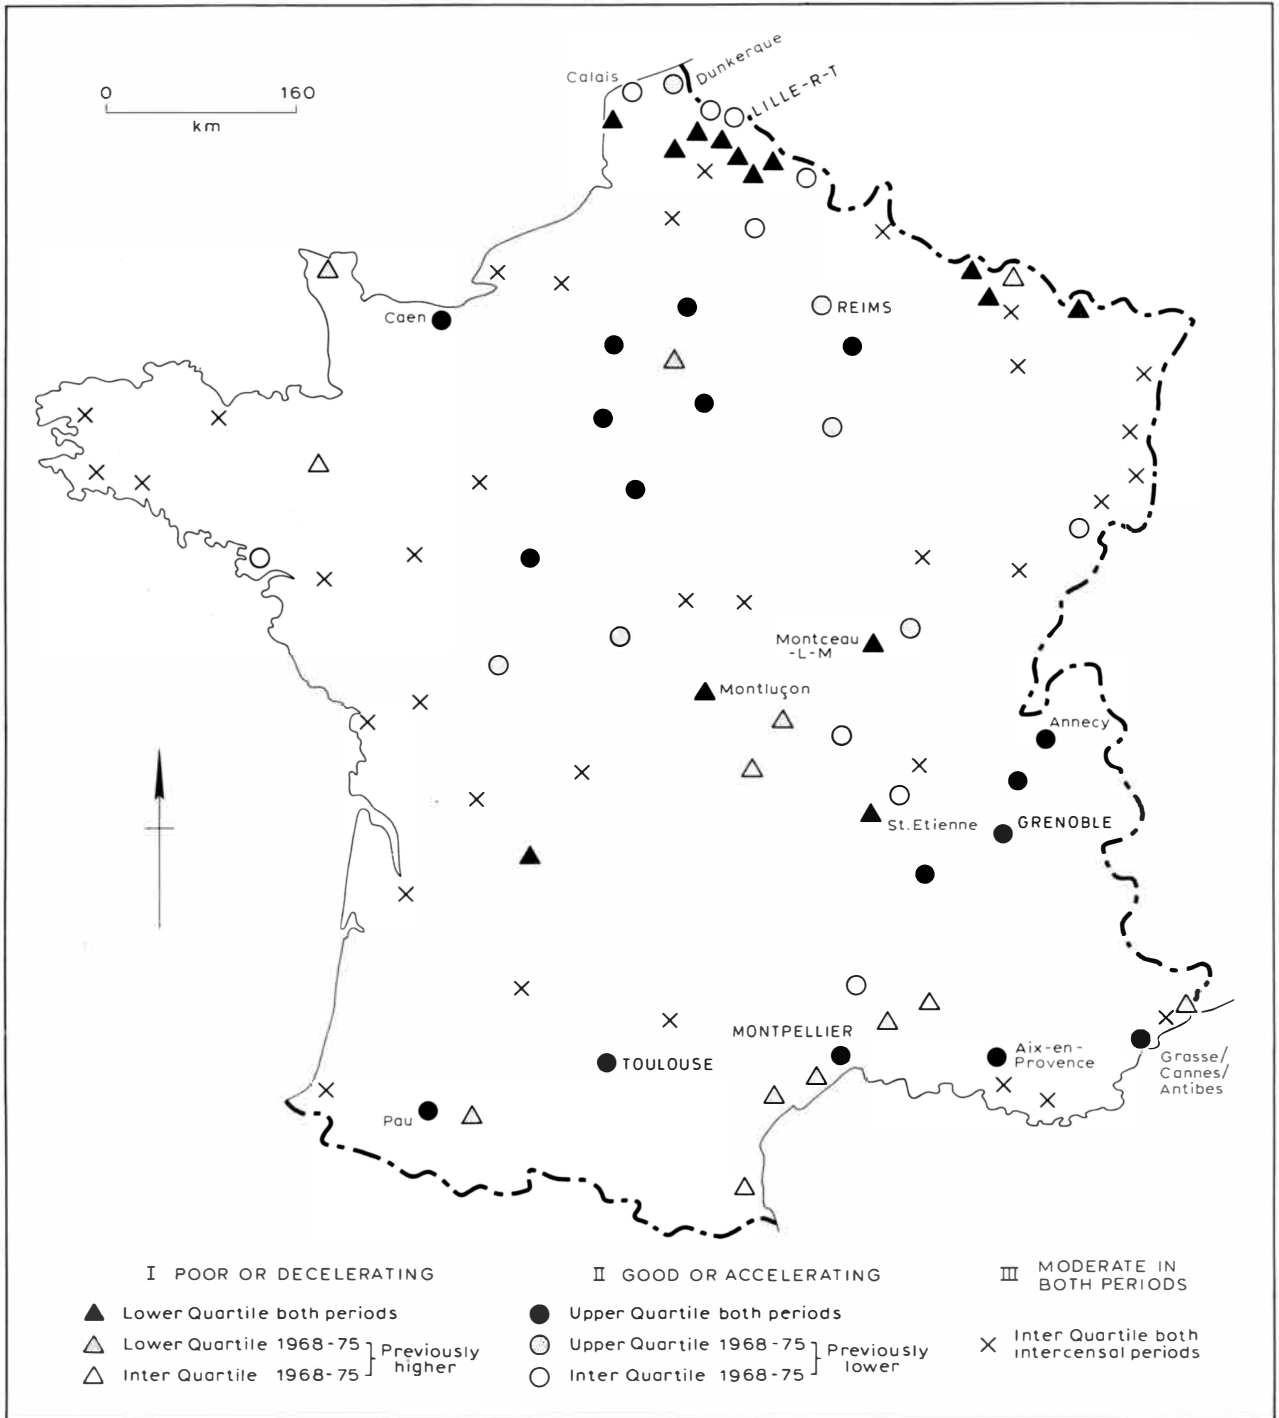 Calais
Dunkerque
LILLE-R-T
0 160
km
REIMS
Caen
Montceau
-L-M
Montluçon
Annecy
St.Etienne
GRENOBLE
MONTPELLIER
TOULOUSE
Aix-en-
Provence
Grasse/
Cannes/
Antibes
Pau
I POOR OR DECELERATING
Lower Quartile both periods
Lower Quartile 1968-75
Inter Quartile 1968-75
Previously
higher
II GOOD OR ACCELERATING
Upper Quartile both periods
Upper Quartile 1968-75
Inter Quartile 1968-75
Previously
lower
III MODERATE IN
BOTH PERIODS
Inter Quartile both
intercensal periods